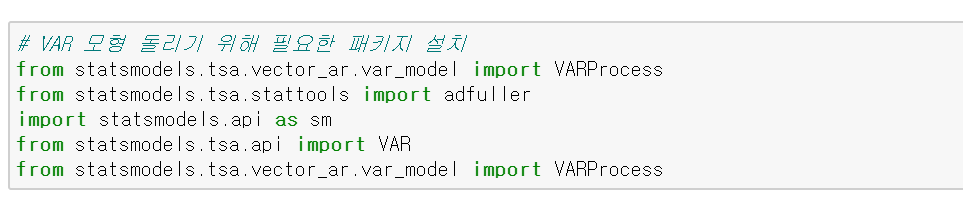 # VAR 모형 돌리기 위해 필요한 패키지 설치
from statsmodels.tsa.vector_ar.var_model import VARProcess
from statsmodels.tsa.stattools import adfuller
import statsmodels.api as sm
from statsmodels.tsa.api import VAR
from statsmodels.tsa.vector_ar.var_model import VARProcess